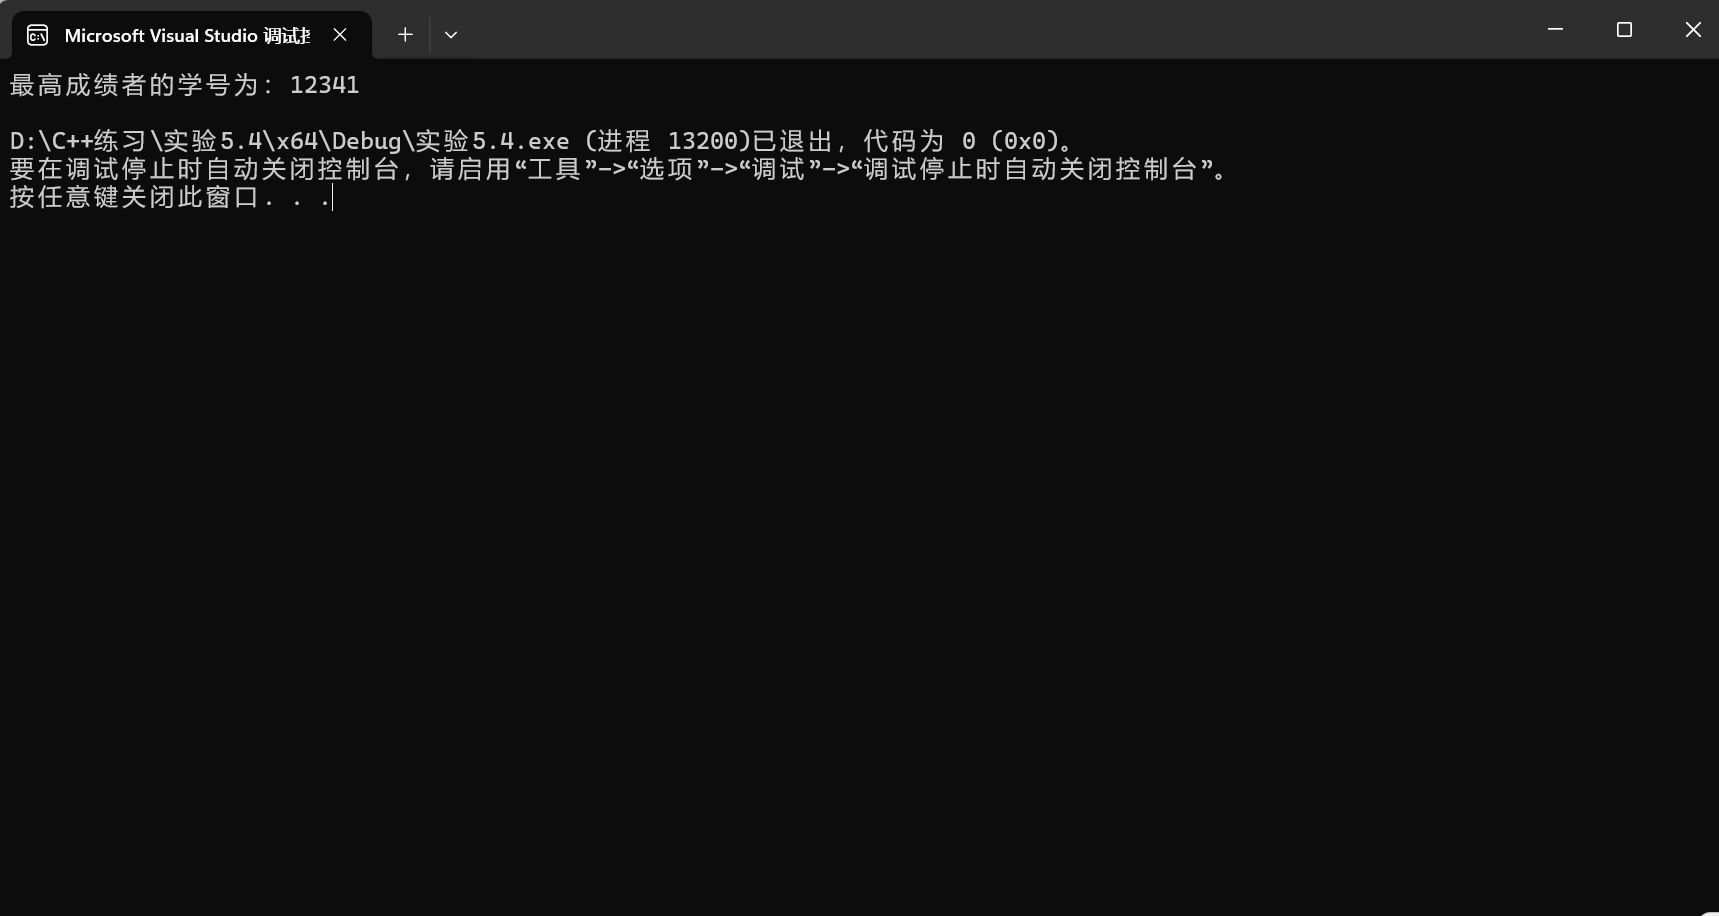 Microsoft Visual Studio 调试控
最高成绩者的学号为: 12341
D:\C++练习\实验5.4\x64\Debug\实验5.4.exe (进程 13200)已退出，代码为 0 (0x0)。
要在调试停止时自动关闭控制台，请启用“工具”->“选项”->“调试”->“调试停止时自动关闭控制台”。
按任意键关闭此窗口. . .